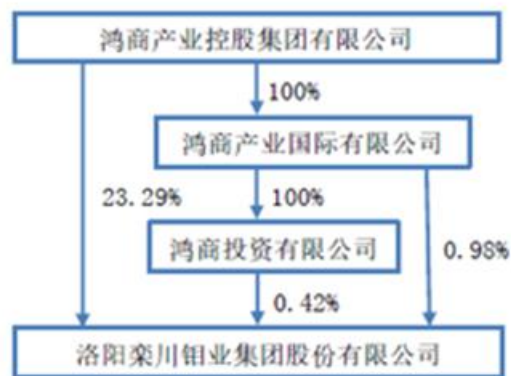 鸿商产业控股集团有限公司
100%
鸿商产业国际有限公司
23.29%
100%
鸿商投资有限公司
0.98%
0.42%
洛阳栾川钼业集团股份有限公司